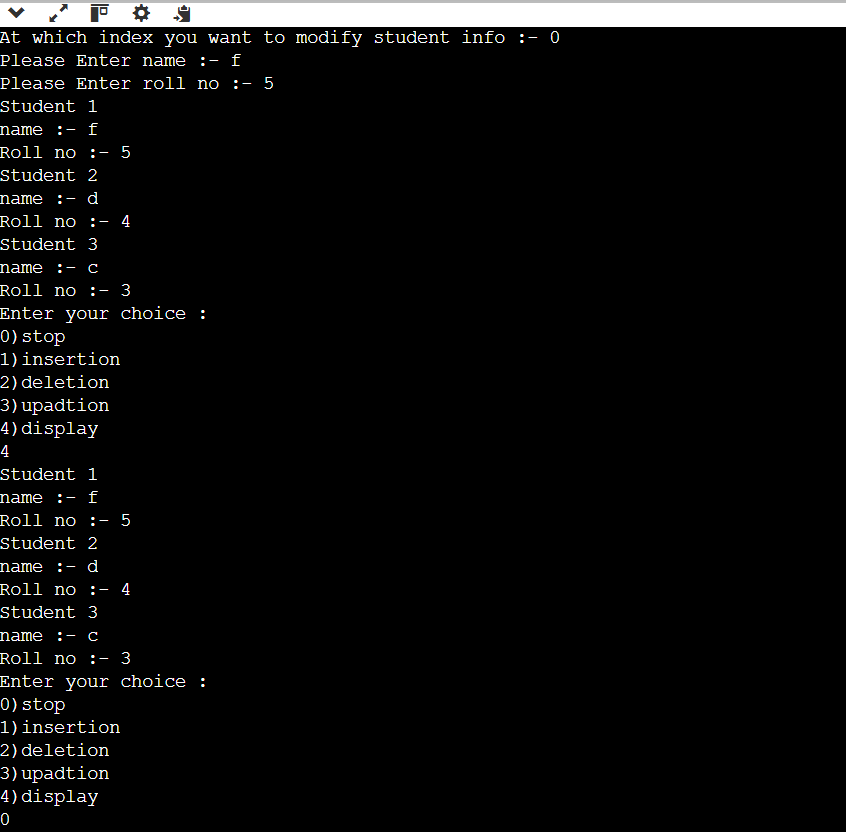 At which index you want to modify student info :- 0
Please Enter name :- f
Please Enter roll no :- 5
Student 1
name :- f
Roll no :- 5
Student 2
name :- d
Roll no :- 4
Student 3
name :- c
Roll no :- 3
Enter your choice :
0)stop
1)insertion
2)deletion
3)upadtion
4)display
4
Student 1
name :- f
Roll no :- 5
Student 2
name :- d
Roll no :- 4
Student 3
name :- c
Roll no :- 3
Enter your choice :
0)stop
1)insertion
2)deletion
3)upadtion
4)display
0